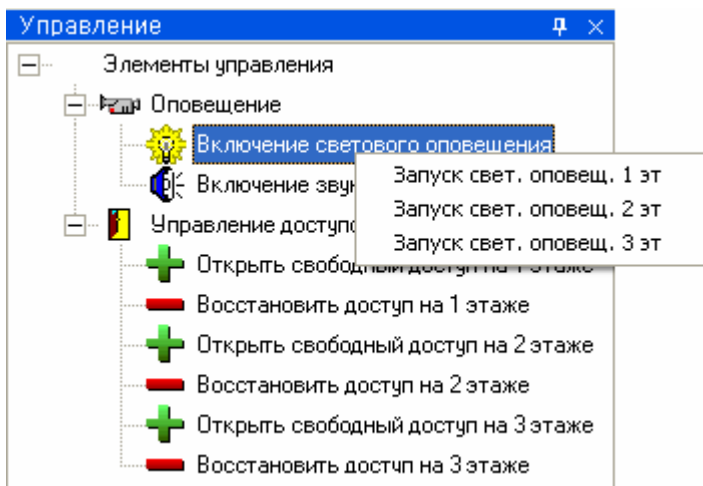 Управление
Элементы управления
Оповещение
Включение светового оповещения
Запуск свет. оповещ. 1 эт
Включение
Запуск свет. оповещ. 2 эт
Управление
Запуск свет. оповещ. 3 эт
Открыть свободный доступ на 1 этаже
Восстановить доступ на 1 этаже
Открыть свободный доступ на 2 этаже
Восстановить доступ на 2 этаже
Открыть свободный доступ на 3 этаже
Восстановить доступ на 3 этаже